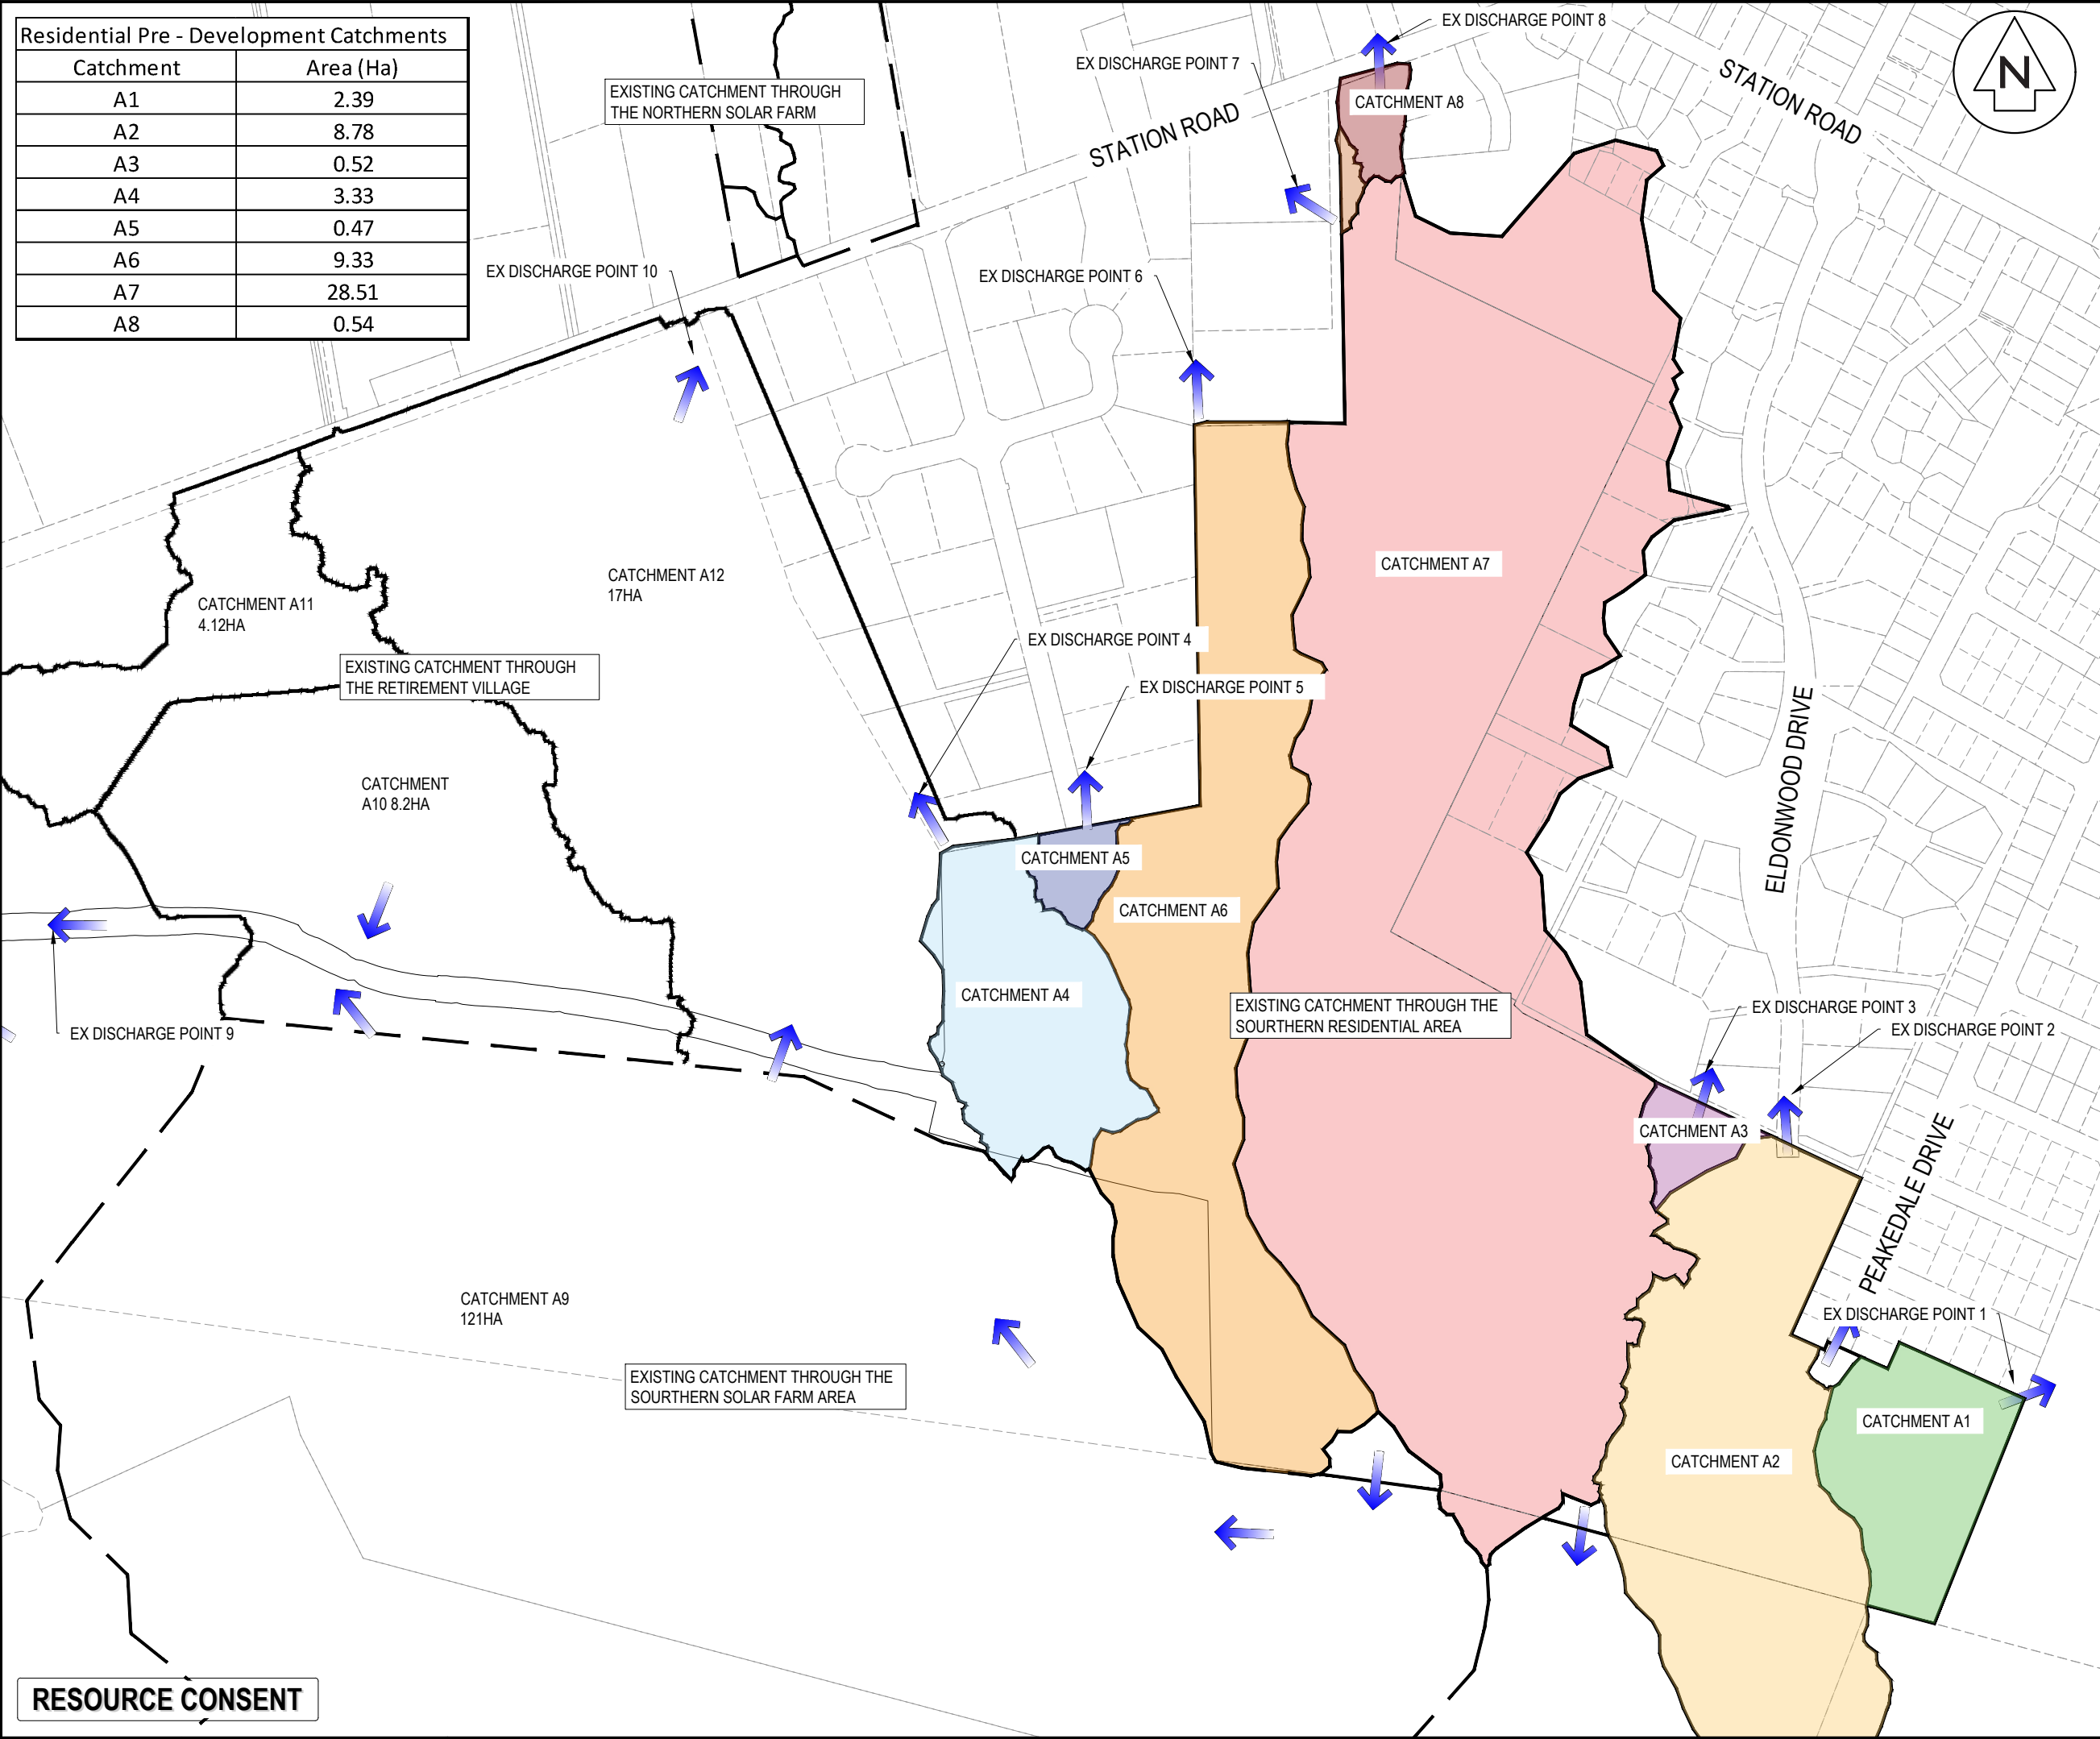 Residential Pre - Development Catchments
Catchment Area (Ha)
A1 2.39
A2 8.78
A3 0.52
A4 3.33
A5 0.47
A6 9.33
A7 28.51
A8 0.54
EX DISCHARGE POINT 8
EX DISCHARGE POINT 7
N
STATION ROAD
EXISTING CATCHMENT THROUGH
THE NORTHERN SOLAR FARM
CATCHMENT A8
STATION ROAD
EX DISCHARGE POINT 10
EX DISCHARGE POINT 6
CATCHMENT A7
CATCHMENT A12
17HA
CATCHMENT A11
4.12HA
EX DISCHARGE POINT 4
EXISTING CATCHMENT THROUGH
THE RETIREMENT VILLAGE
EX DISCHARGE POINT 5
ELDONWOOD DRIVE
CATCHMENT
A10 8.2HA
CATCHMENT A5
CATCHMENT A6
CATCHMENT A4
EXISTING CATCHMENT THROUGH THE
SOURTHERN RESIDENTIAL AREA
EX DISCHARGE POINT 3
EX DISCHARGE POINT 2
EX DISCHARGE POINT 9
CATCHMENT A3
PEAKEDALE DRIVE
CATCHMENT A9
121HA
EX DISCHARGE POINT 1
EXISTING CATCHMENT THROUGH THE
SOURTHERN SOLAR FARM AREA
CATCHMENT A1
CATCHMENT A2
RESOURCE CONSENT